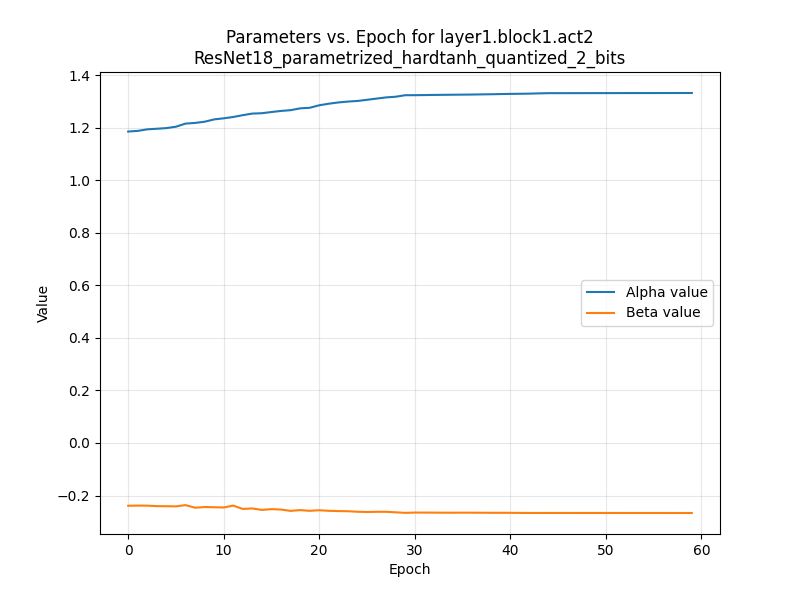 Parameters vs. Epoch for layer1.block1.act2
ResNet18_parametrized_hardtanh_quantized_2_bits
1.4
1.2
1.0
0.8
0.6
0.4
0.2
0.0
−0.2
Value
Alpha value
Beta value
0 10 20 30 40 50 60
Epoch